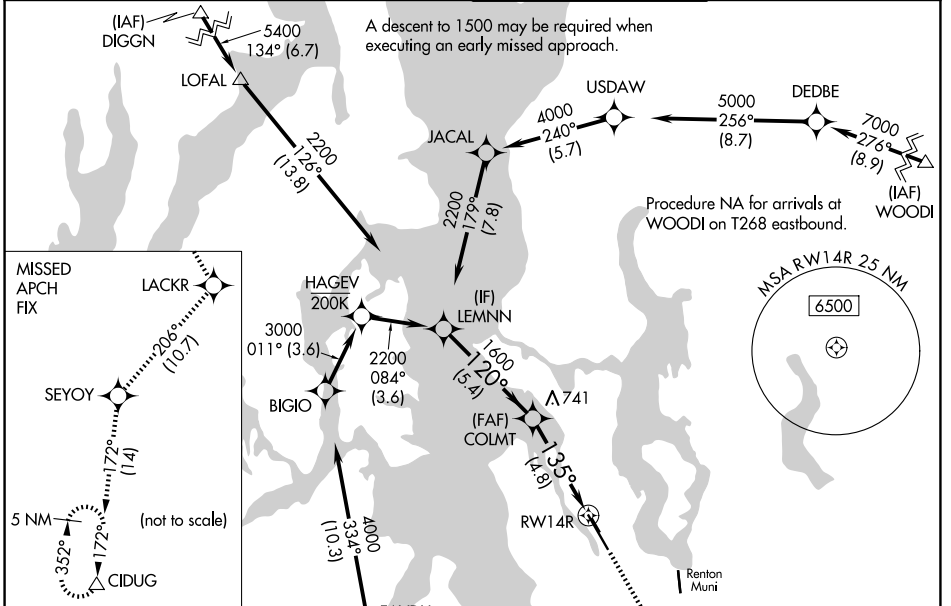 (IAF)
DIGGN
5400
134° (6.7)
LOFAL
A descent to 1500 may be required when
executing an early missed approach.
USDAW
DEDBE
4000
240°
(5.7)
5000
256°
(8.7)
7000
276°
(8.9)
(IAF)
WOODI
JACAL
2200
126°
(13.8)
2200
179°
(7.8)
Procedure NA for arrivals at
WOODI on T268 eastbound.
MSA RW14R 25 NM
6500
MISSED
APCH
FIX
LACKR
206°
(10.7)
SEYOY
172°
(14)
5 NM
(not to scale)
352°
172°
CIDUG
HAGEV
200K
(IF)
LEMNN
3000
011° (3.6)
2200
084°
(3.6)
BIGIO
1600
120°
(5.4)
741
(FAF)
COLMT
135°
(4.8)
RW14R
4000
334°
(10.3)
Renton
Muni